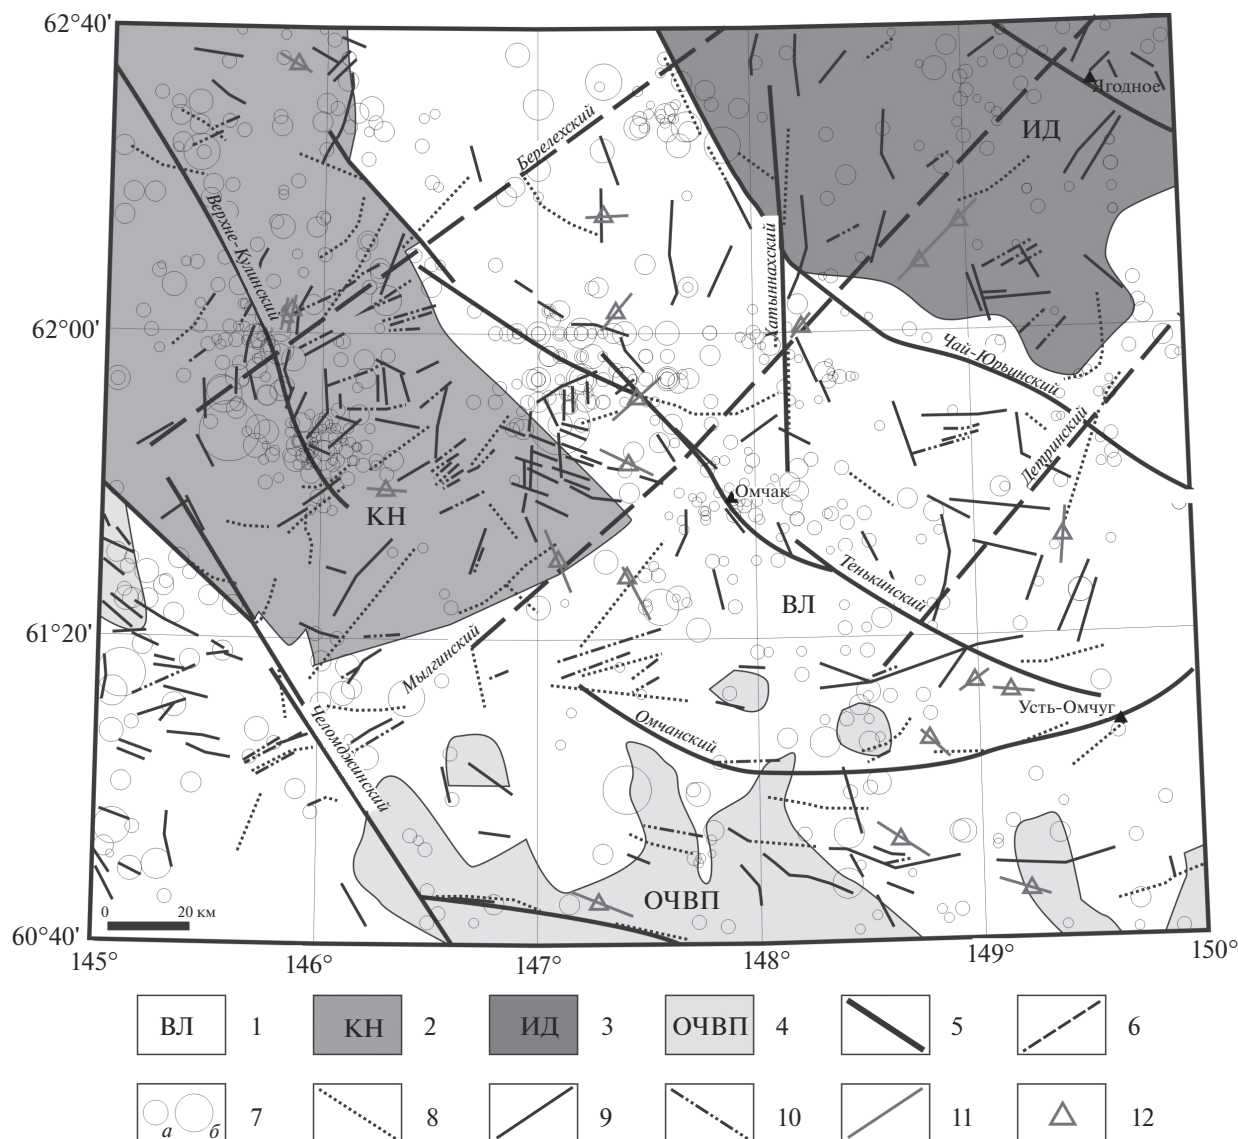 62°40'
Ягодное
ИД
Берелехский
Верхне-Кулинский
Хатыннахский
62°00'
Чай-Юрьинский
Детринский
Омчак
КН
Тенькинский
ВЛ
61°20'
Мылгинский
Усть-Омчуг
Омчанский
Челомджинский
ОЧВП
0 20 км
60°40'
145° 146° 147° 148° 149° 150°
ВЛ 1 КН 2 ИД 3 ОЧВП 4 5 6
а б 7 8 9 10 11 12